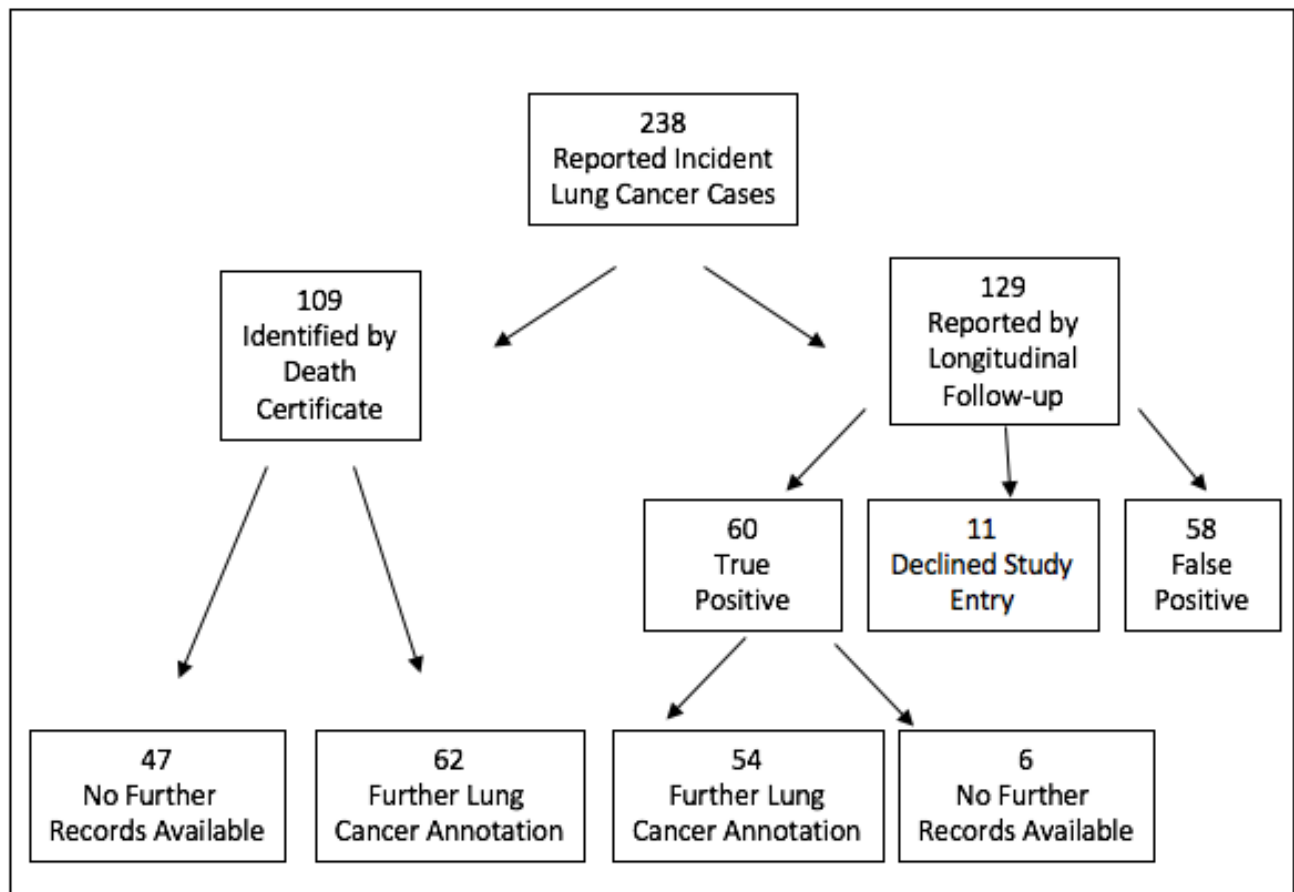 238
Reported Incident
Lung Cancer Cases
109
Identified by
Death
Certificate
129
Reported by
Longitudinal
Follow-up
60
True
Positive
11
Declined Study
Entry
58
False
Positive
47
No Further
Records Available
62
Further Lung
Cancer Annotation
54
Further Lung
Cancer Annotation
6
No Further
Records Available